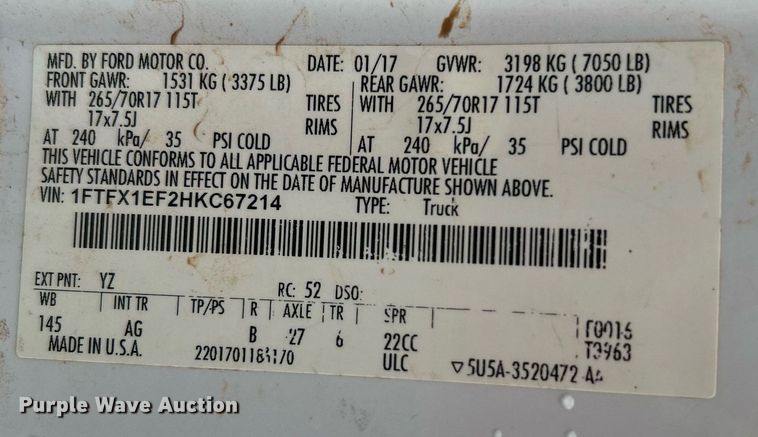 MFD. BY FORD MOTOR CO. DATE: 01/17 GVWR: 3198 KG ( 7050 LB)
FRONT GAWR: 1531 KG ( 3375 LB) REAR GAWR: 1724 KG ( 3800 LB)
WITH 265/70R17 115T TIRES WITH 265/70R17 115T TIRES
17x7.5J RIMS 17x7.5J RIMS
AT 240 kPa/ 35 PSI COLD AT 240 kPa/ 35 PSI COLD
THIS VEHICLE CONFORMS TO ALL APPLICABLE FEDERAL MOTOR VEHICLE
SAFETY STANDARDS IN EFFECT ON THE DATE OF MANUFACTURE SHOWN ABOVE.
VIN: 1FTFX1EF2HKC67214 TYPE: Truck
EXT PNT: YZ RC: 52 DSO:
WB INT TR TP/PS R AXLE TR SPR
145 AG B 27 6 22CC
MADE IN U.S.A. ULC
5U5A-3520472
Purple Wave Auction